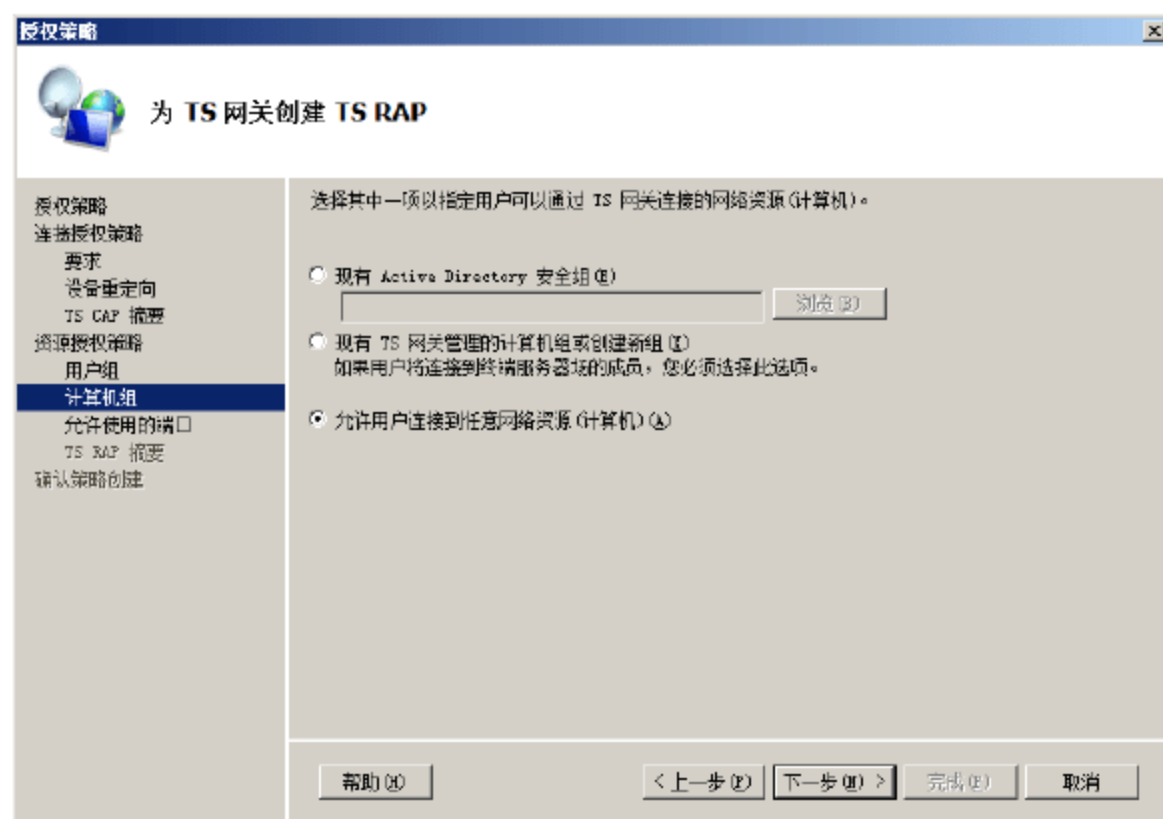 授权策略
为 TS 网关创建 TS RAP
授权策略
连接授权策略
要求
设备重定向
TS CAP 摘要
资源授权策略
用户组
计算机组
允许使用的端口
TS RAP 摘要
确认策略创建
选择其中一项以指定用户可以通过 TS 网关连接的网络资源(计算机)。
现有 Active Directory 安全组(E)
浏览(B)
现有 TS 网关管理的计算机组或创建新组(I)
如果用户将连接到终端服务器场的成员，您必须选择此选项。
允许用户连接到任意网络资源(计算机)(A)
帮助(H)
< 上一步(P)
下一步(N) >
完成(F)
取消